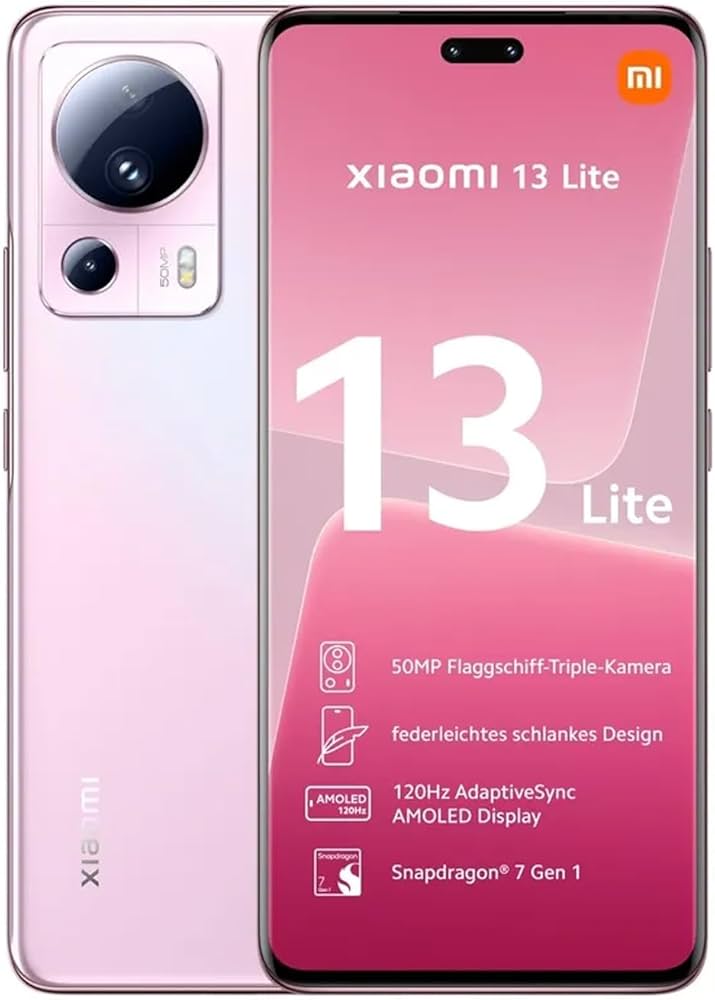 50MP
xiaomi
mi
xiaomi 13 Lite
13
Lite
50MP Flaggschiff-Triple-Kamera
federleichtes schlankes Design
AMOLED
120Hz
120Hz AdaptiveSync
AMOLED Display
Snapdragon
7
Gen 1
Snapdragon® 7 Gen 1